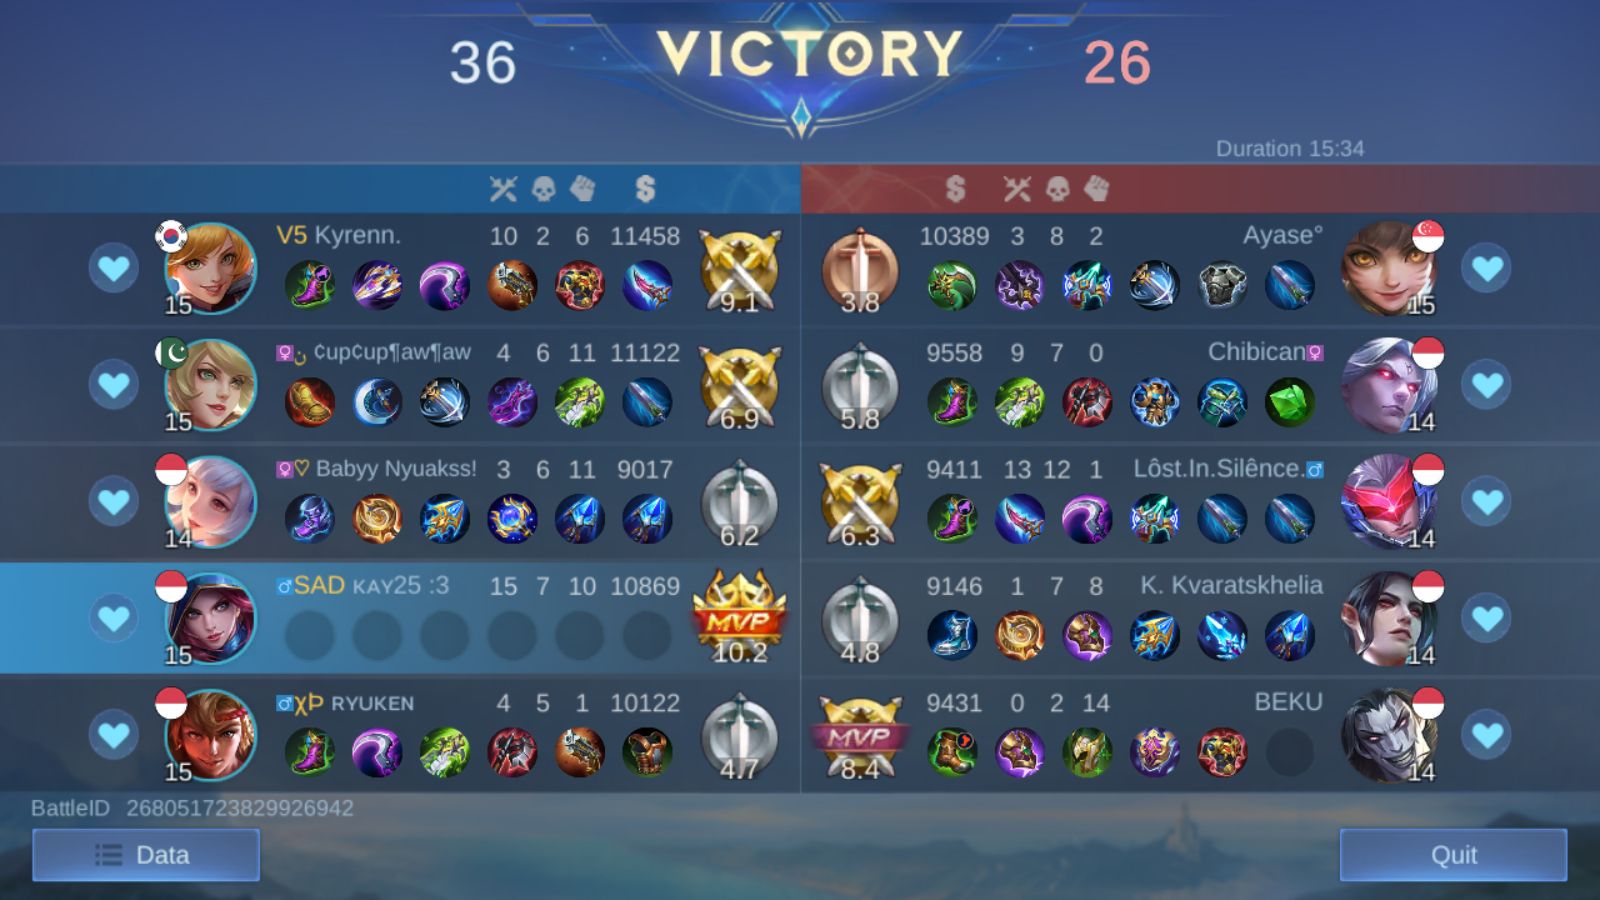 36 VICTORY 26
Duration 15:34
V5 Kyrenn. 10 2 6 11458 9.1 15
3.8 10389 3 8 2 Ayase° 15
¢up¢up¶aw¶aw 4 6 11 11122 6.9 15
5.8 9558 9 7 0 Chibican♀ 14
♀♡ Babyy Nyuakss! 3 6 11 9017 6.2 14
6.3 9411 13 12 1 Lôst.In.Silênce.♂ 14
♂SAD ᴋᴀʏ25 :3 15 7 10 10869 MVP 10.2 15
4.8 9146 1 7 8 K. Kvaratskhelia 14
♂χÞ ʀʏᴜᴋᴇɴ 4 5 1 10122 4.7 15
MVP 8.4 9431 0 2 14 BEKU 14
BattleID 268051723829926942
Data
Quit